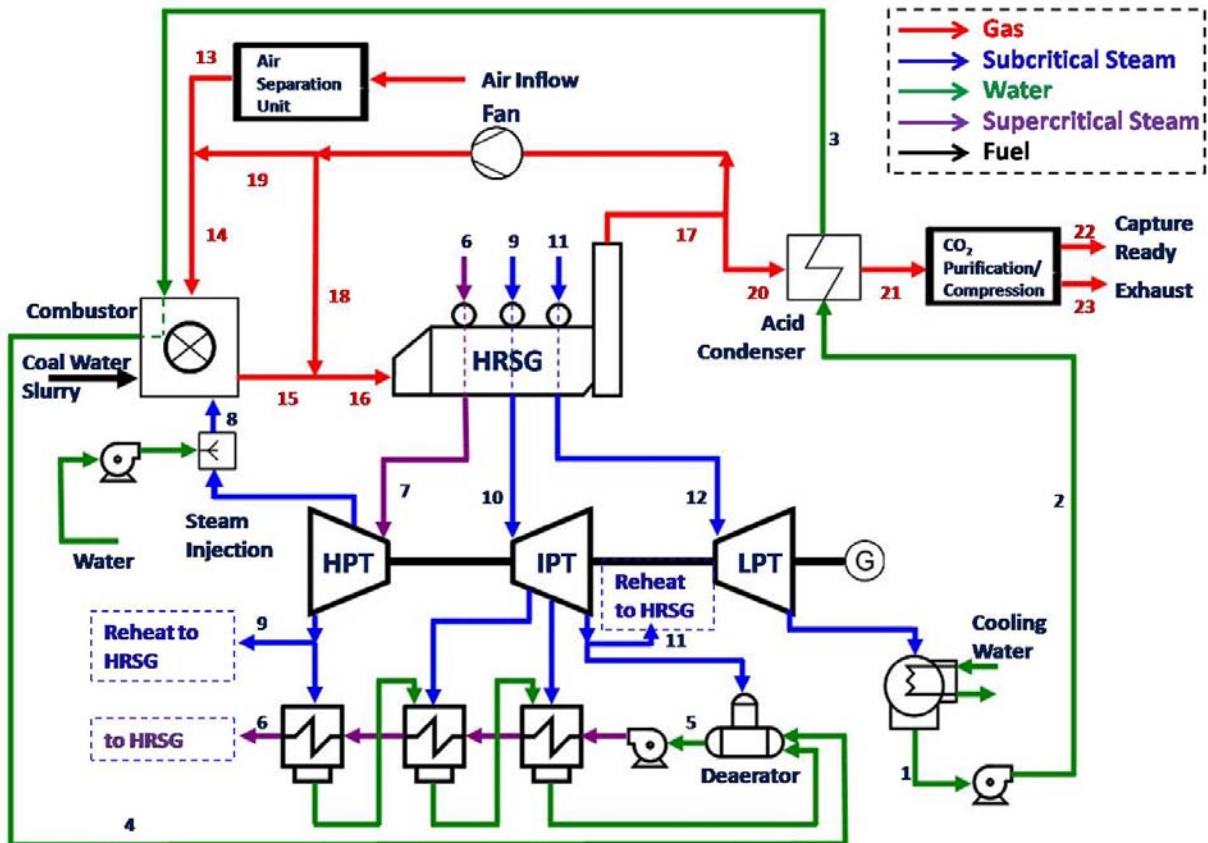 Gas
Subcritical Steam
Water
Supercritical Steam
Fuel
13
Air
Separation
Unit
Air Inflow
Fan
3
19
14
18
6
9
11
17
20
21
CO₂
Purification/
Compression
22
Capture
Ready
23
Exhaust
Acid
Condenser
Combustor
Coal Water
Slurry
HRSG
15
16
8
7
10
12
2
Steam
Injection
Water
HPT
IPT
LPT
G
Reheat
to HRSG
11
9
Reheat to
HRSG
Cooling
Water
6
to HRSG
5
Deaerator
1
4